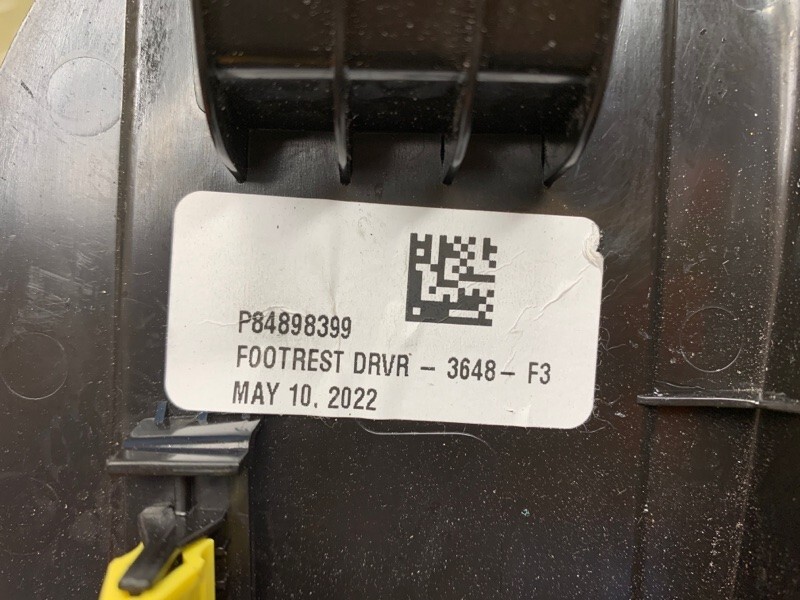 P84898399
FOOTREST DRVR - 3648- F3
MAY 10. 2022